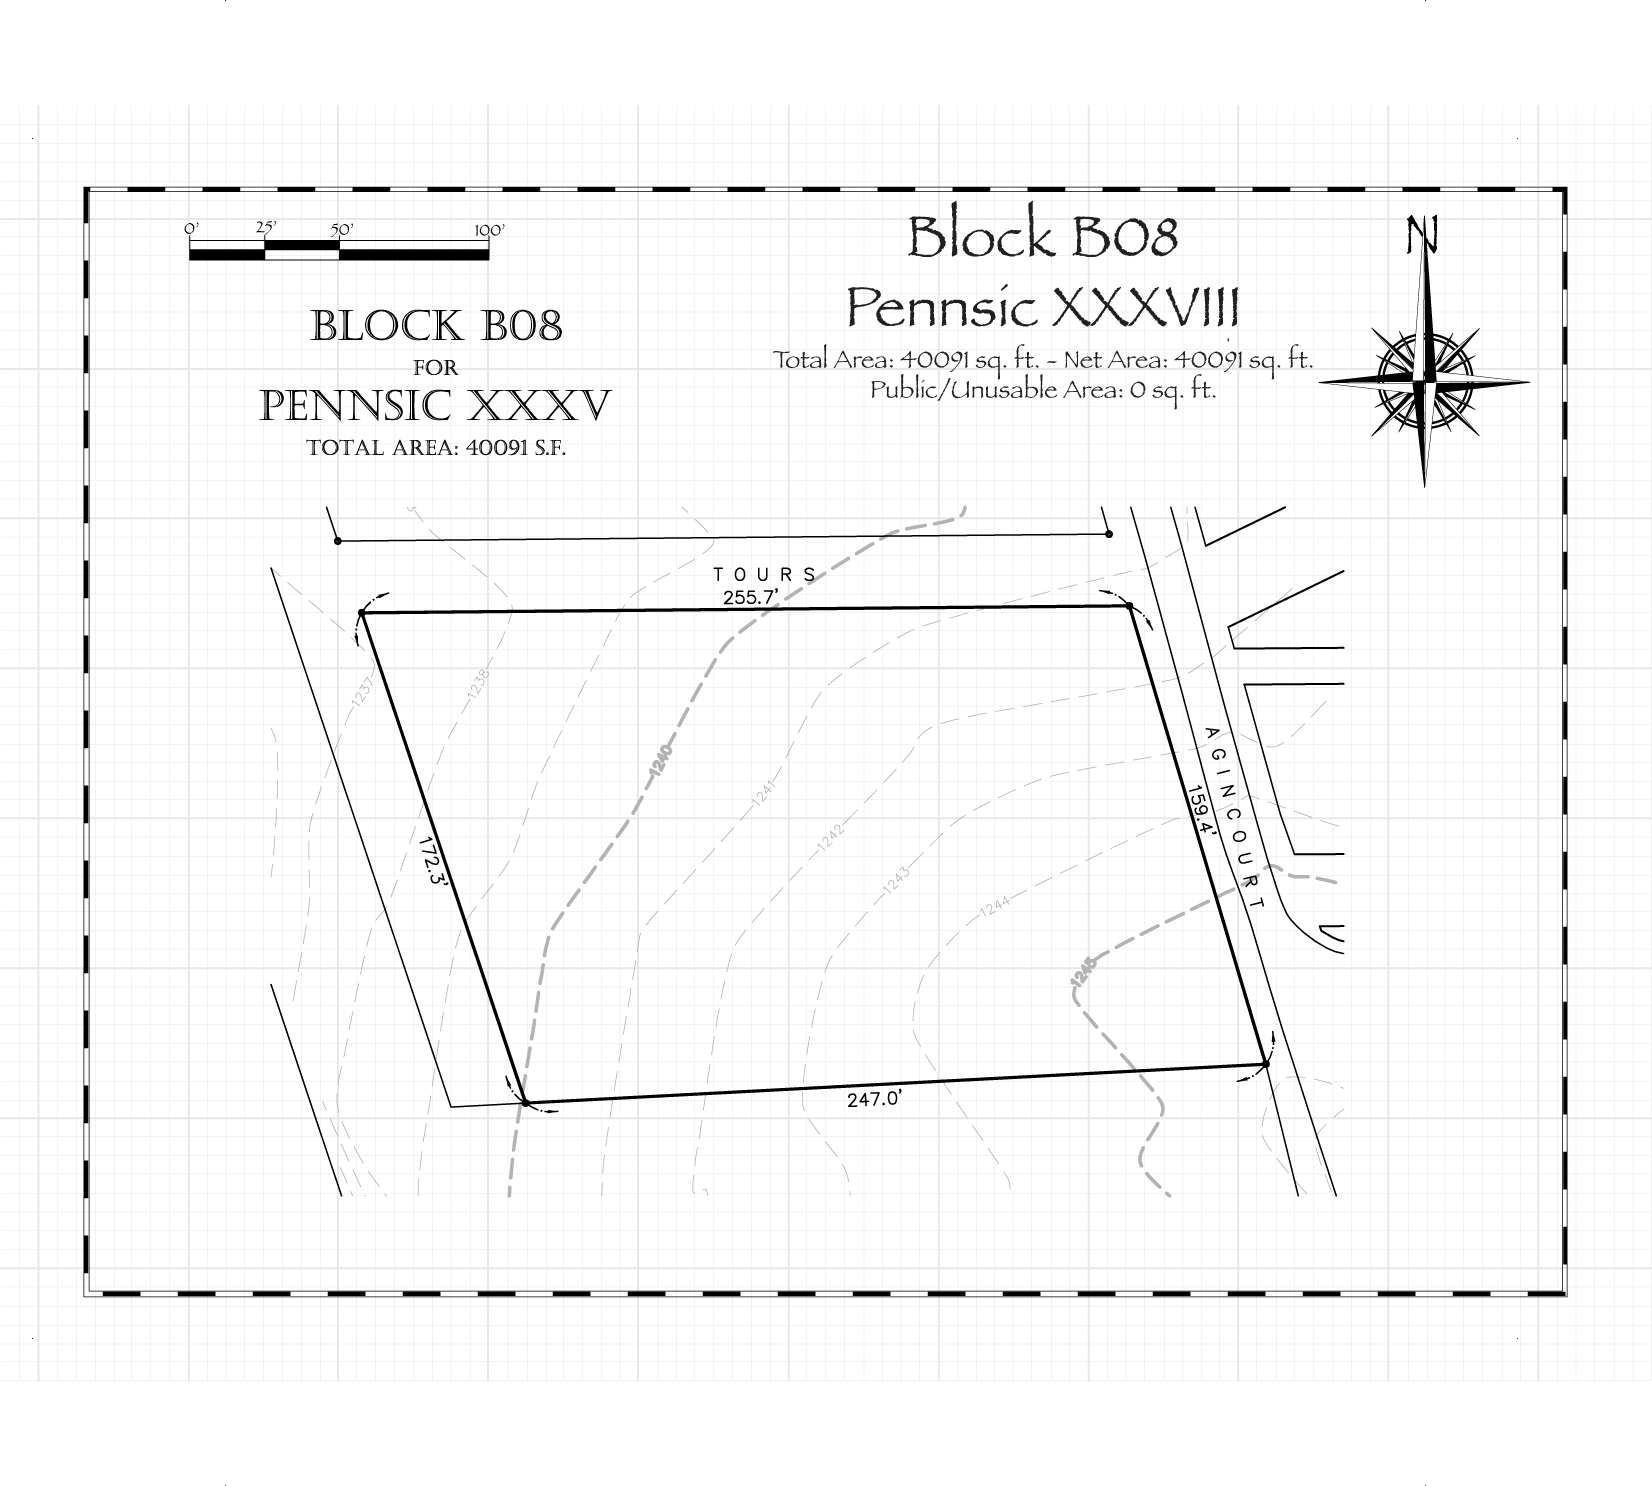 0' 25' 50' 100'
BLOCK B08
FOR
PENNSIC XXXV
TOTAL AREA: 40091 S.F.
Block B08
Pennsic XXXVIII
Total Area: 40091 sq. ft. - Net Area: 40091 sq. ft.
Public/Unusable Area: 0 sq. ft.
N
TOURS
255.7'
1237
1238
1240
1241
1242
1243
1244
1245
172.3'
159.4'
AGINCOURT
247.0'